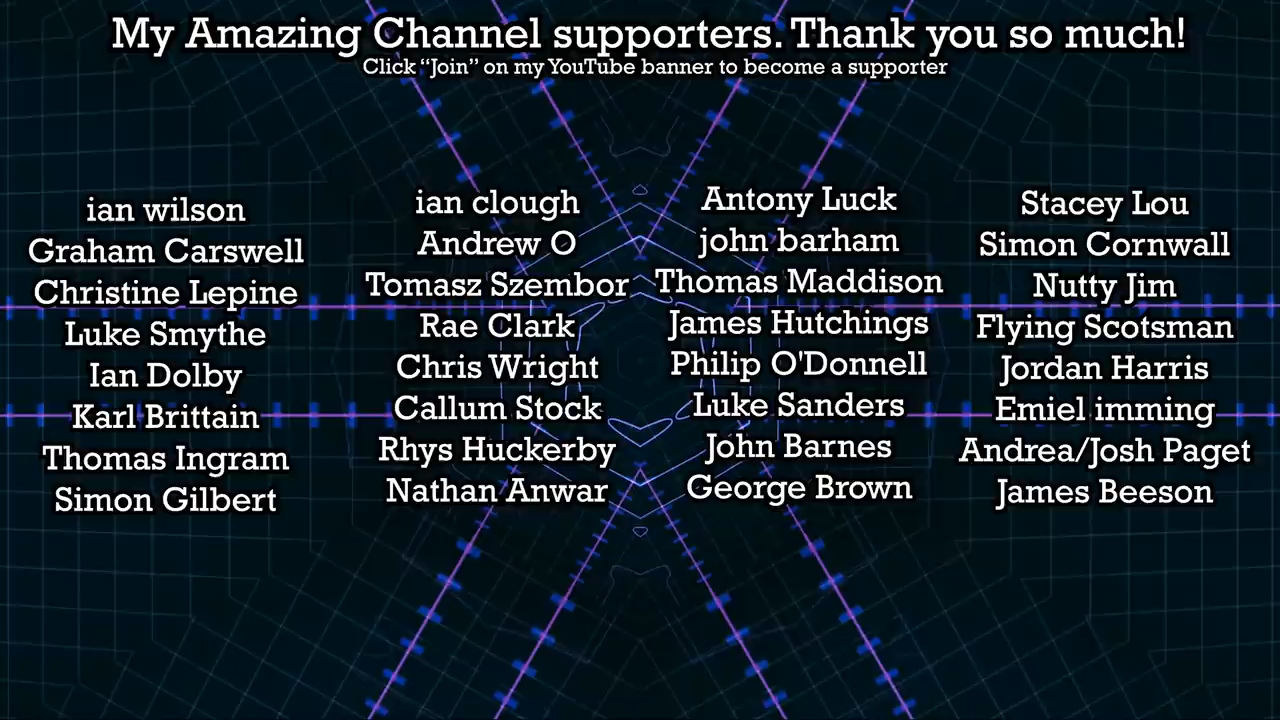 My Amazing Channel supporters. Thank you so much!
Click “Join” on my YouTube banner to become a supporter
ian wilson
Graham Carswell
Christine Lepine
Luke Smythe
Ian Dolby
Karl Brittain
Thomas Ingram
Simon Gilbert
ian clough
Andrew O
Tomasz Szembor
Rae Clark
Chris Wright
Callum Stock
Rhys Huckerby
Nathan Anwar
Antony Luck
john barham
Thomas Maddison
James Hutchings
Philip O'Donnell
Luke Sanders
John Barnes
George Brown
Stacey Lou
Simon Cornwall
Nutty Jim
Flying Scotsman
Jordan Harris
Emiel imming
Andrea/Josh Paget
James Beeson